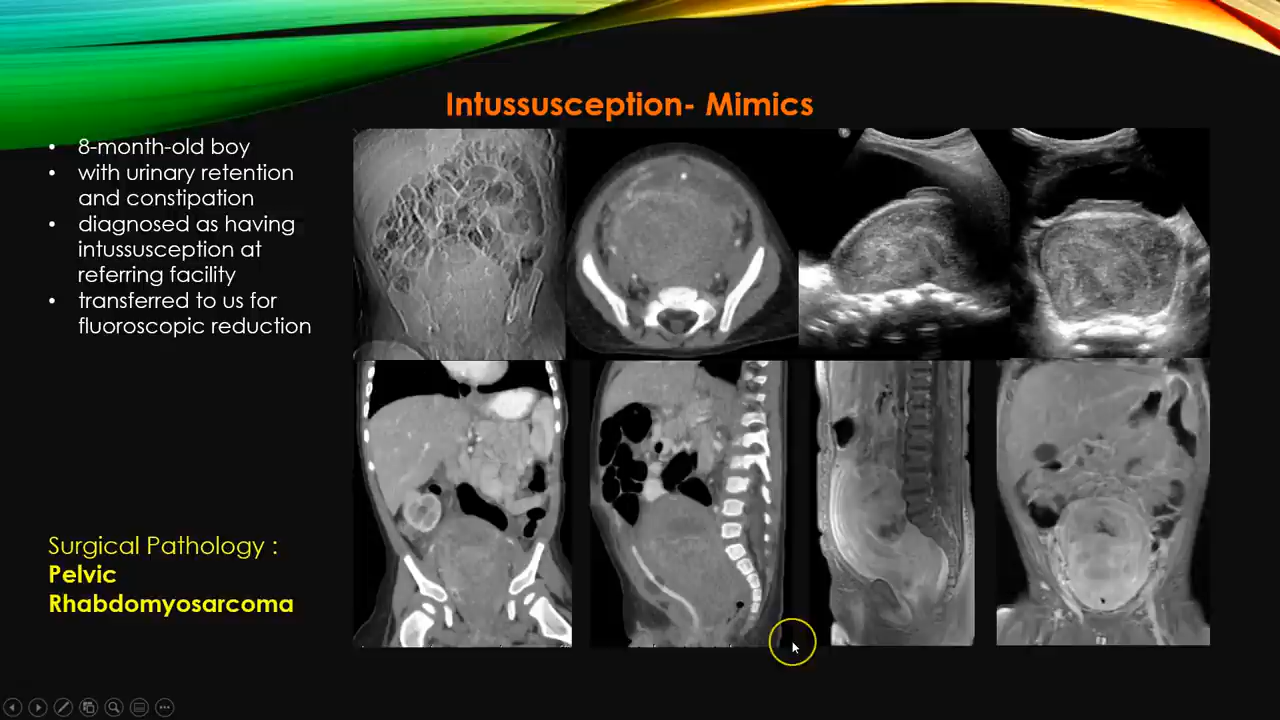 Intussusception- Mimics
• 8-month-old boy
• with urinary retention
and constipation
• diagnosed as having
intussusception at
referring facility
• transferred to us for
fluoroscopic reduction
Surgical Pathology :
Pelvic
Rhabdomyosarcoma